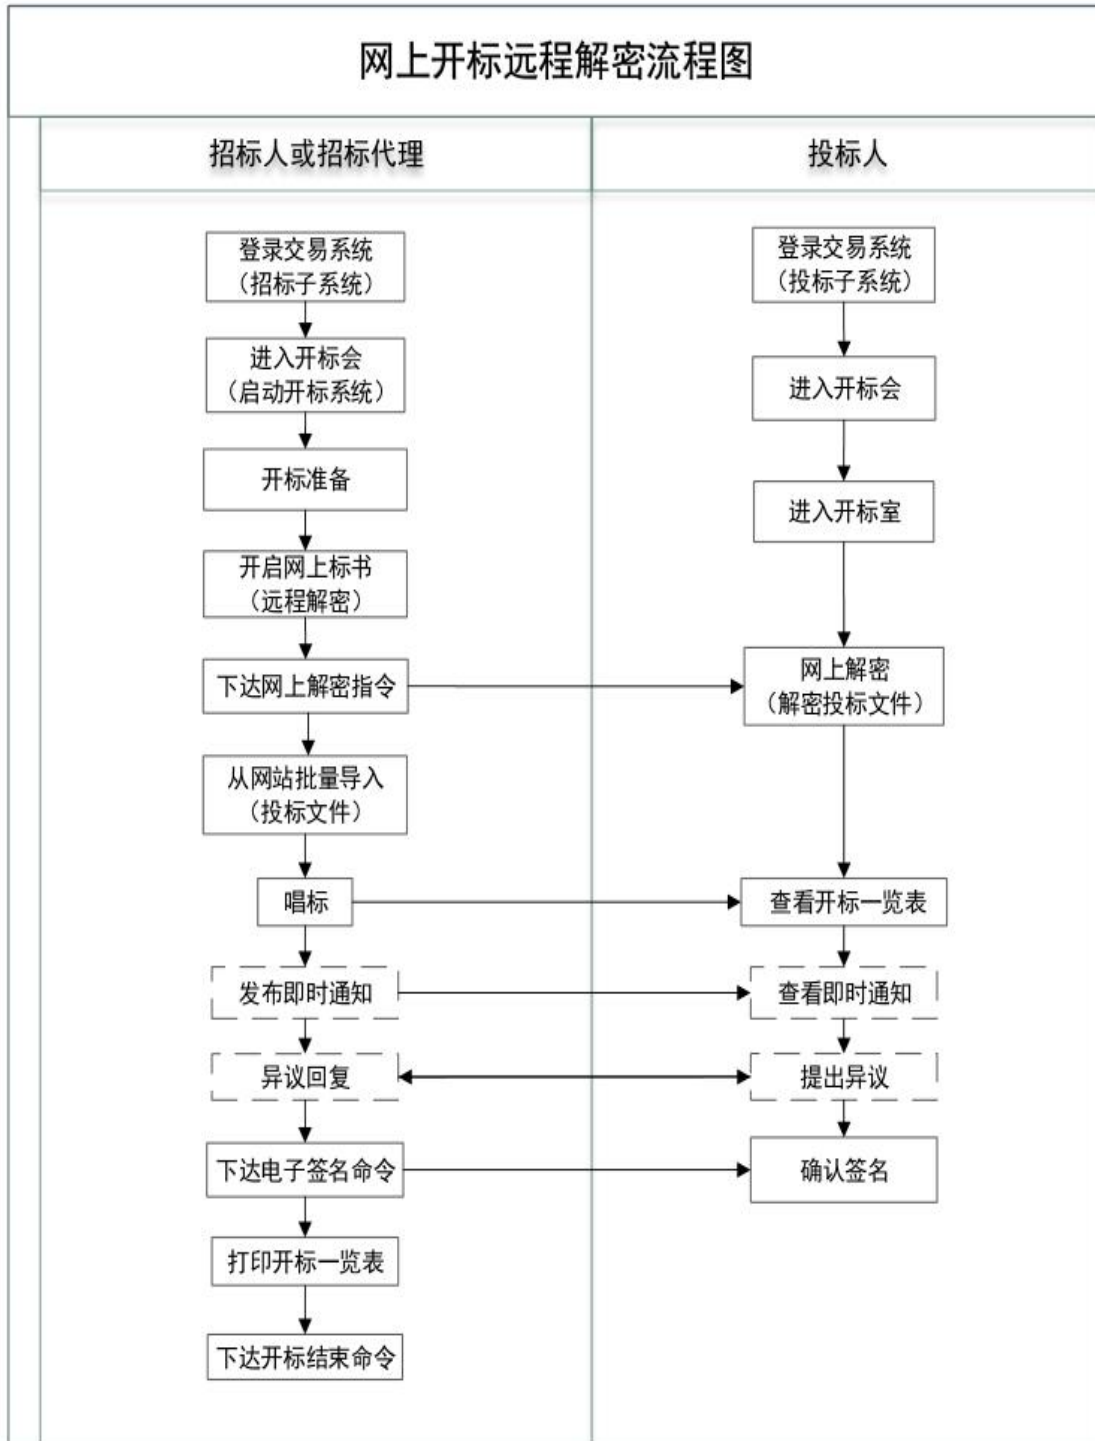 网上开标远程解密流程图
招标人或招标代理
投标人
登录交易系统
（招标子系统）
进入开标会
（启动开标系统）
开标准备
开启网上标书
（远程解密）
下达网上解密指令
从网站批量导入
（投标文件）
唱标
发布即时通知
异议回复
下达电子签名命令
打印开标一览表
下达开标结束命令
登录交易系统
（投标子系统）
进入开标会
进入开标室
网上解密
（解密投标文件）
查看开标一览表
查看即时通知
提出异议
确认签名